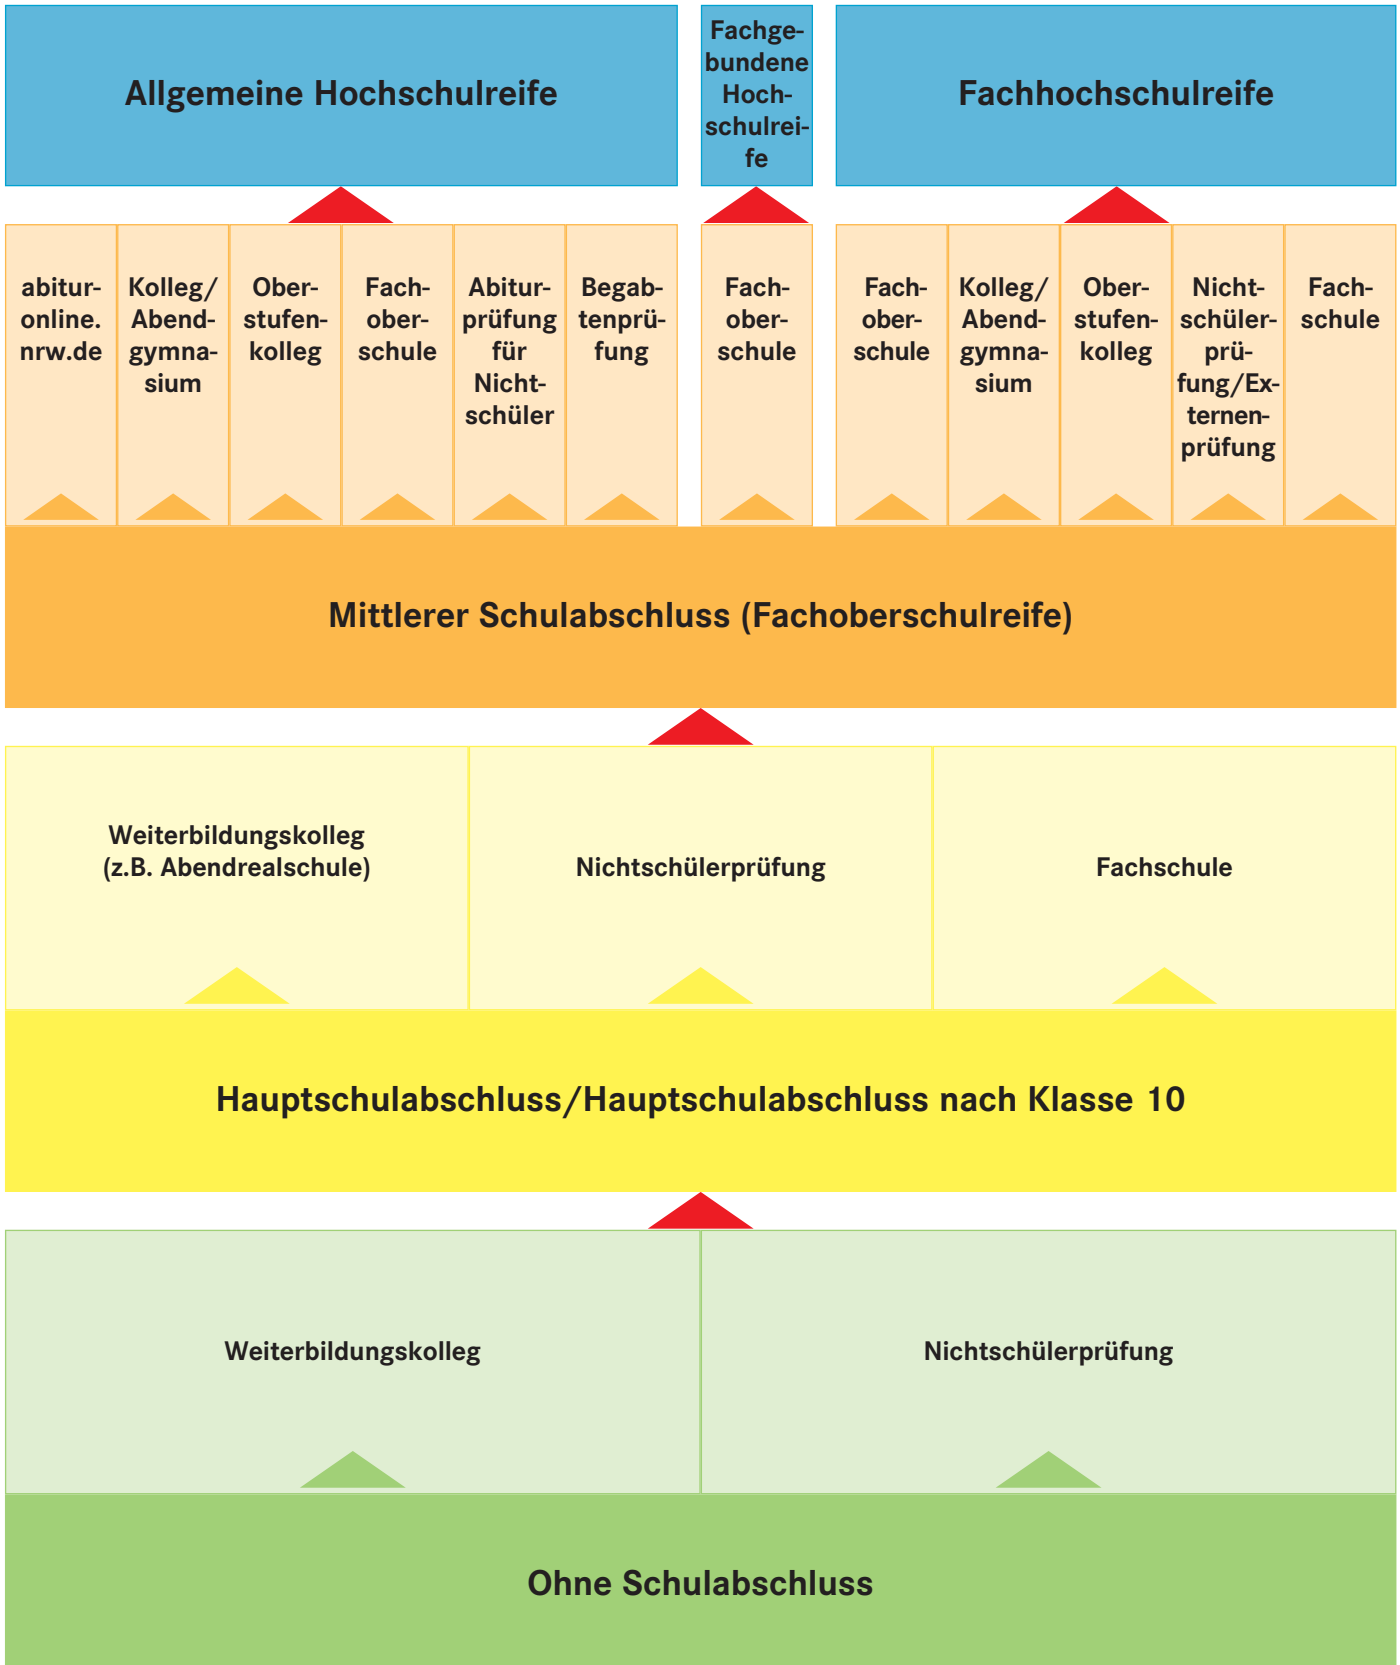 Allgemeine Hochschulreife
Fachge-
bundene
Hoch-
schulrei-
fe
Fachhochschulreife
abitur-
online.
nrw.de
Kolleg/
Abend-
gymna-
sium
Ober-
stufen-
kolleg
Fach-
ober-
schule
Abitur-
prüfung
für
Nicht-
schüler
Begab-
tenprü-
fung
Fach-
ober-
schule
Fach-
ober-
schule
Kolleg/
Abend-
gymna-
sium
Ober-
stufen-
kolleg
Nicht-
schüler-
prü-
fung/Ex-
ternen-
prüfung
Fach-
schule
Mittlerer Schulabschluss (Fachoberschulreife)
Weiterbildungskolleg
(z.B. Abendrealschule)
Nichtschülerprüfung
Fachschule
Hauptschulabschluss/Hauptschulabschluss nach Klasse 10
Weiterbildungskolleg
Nichtschülerprüfung
Ohne Schulabschluss